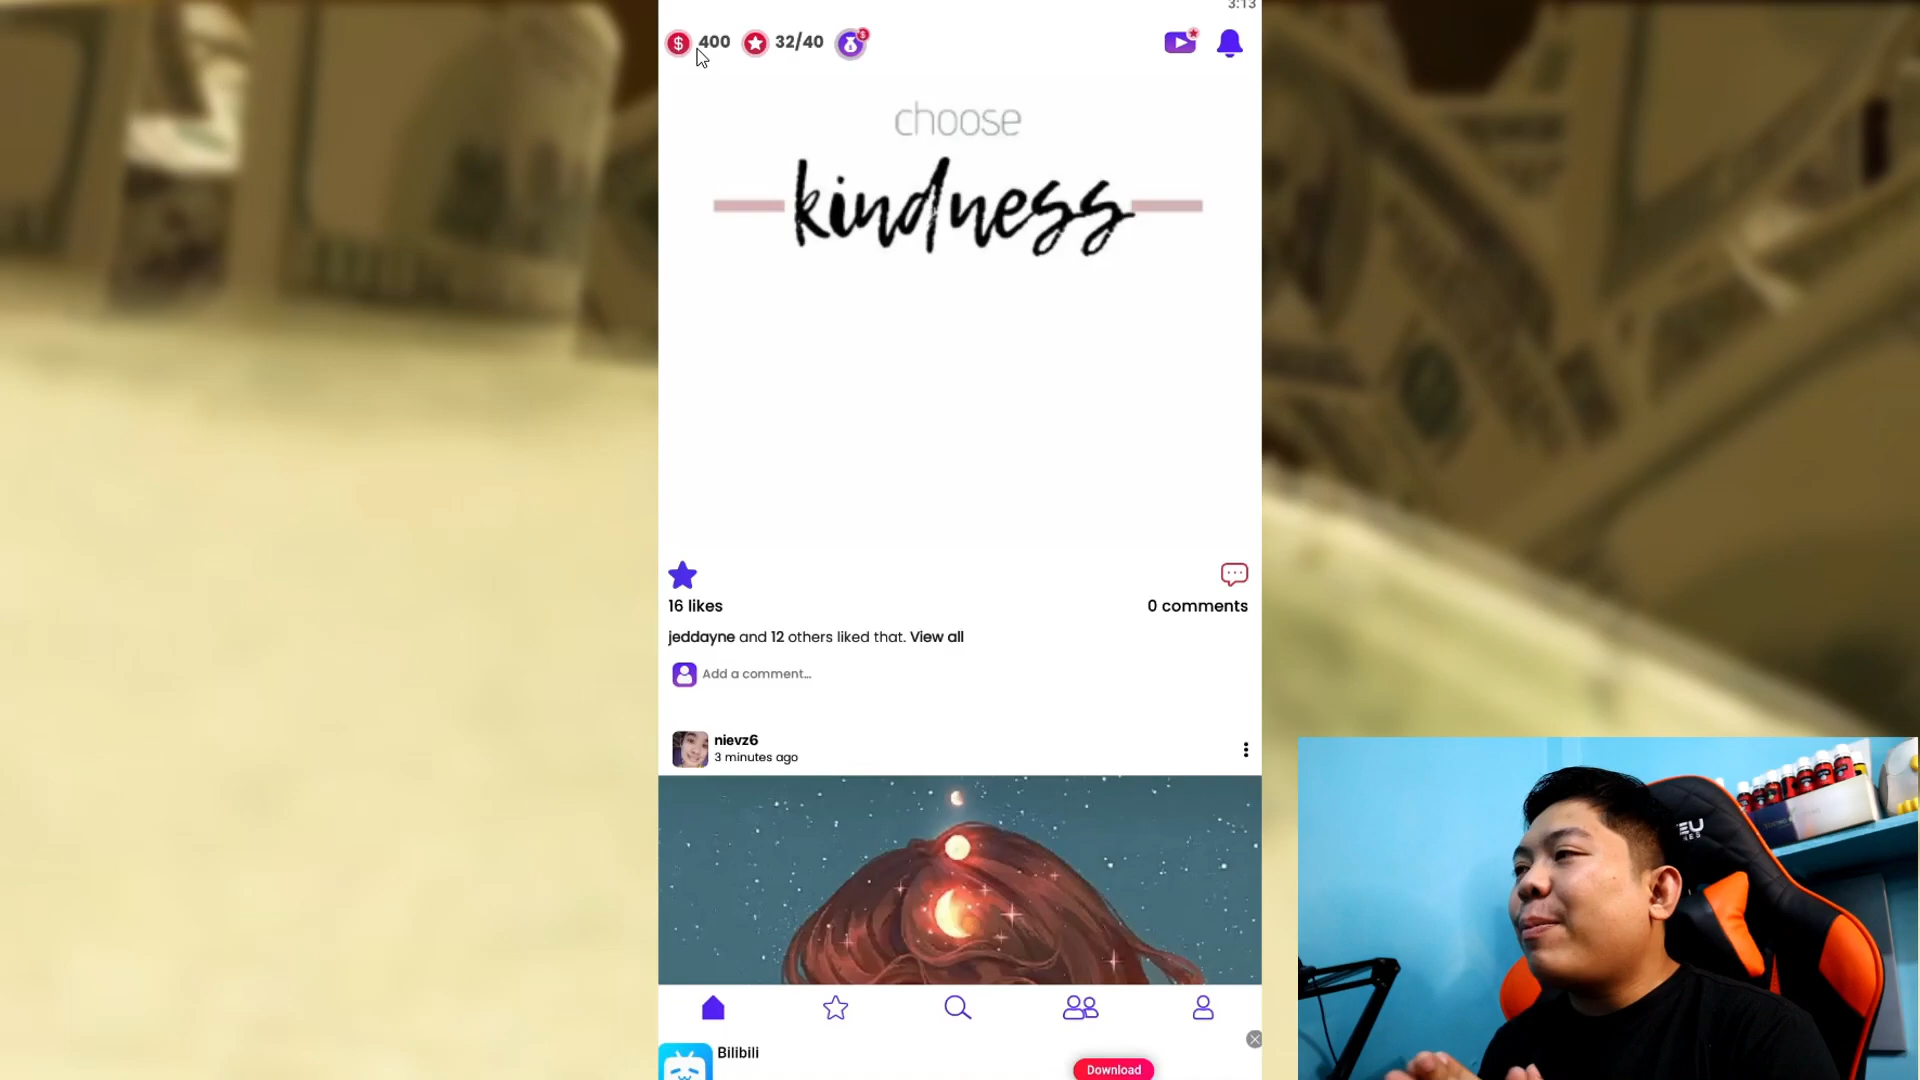 3:13
400 32/40
choose
kindness
16 likes
0 comments
jeddayne and 12 others liked that. View all
Add a comment...
nievz6
3 minutes ago
Bilibili
Download